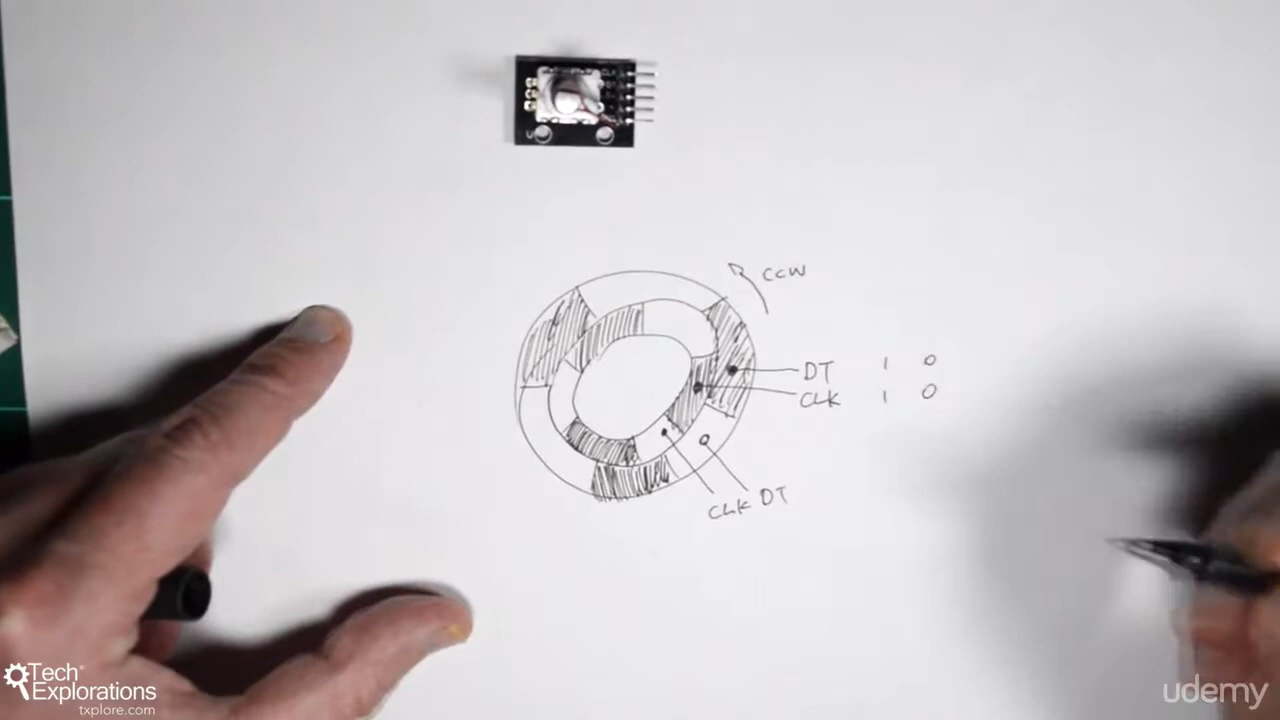 CCW
DT 1 0
CLK 1 0
CLK DT
Tech
Explorations
txplore.com
udemy